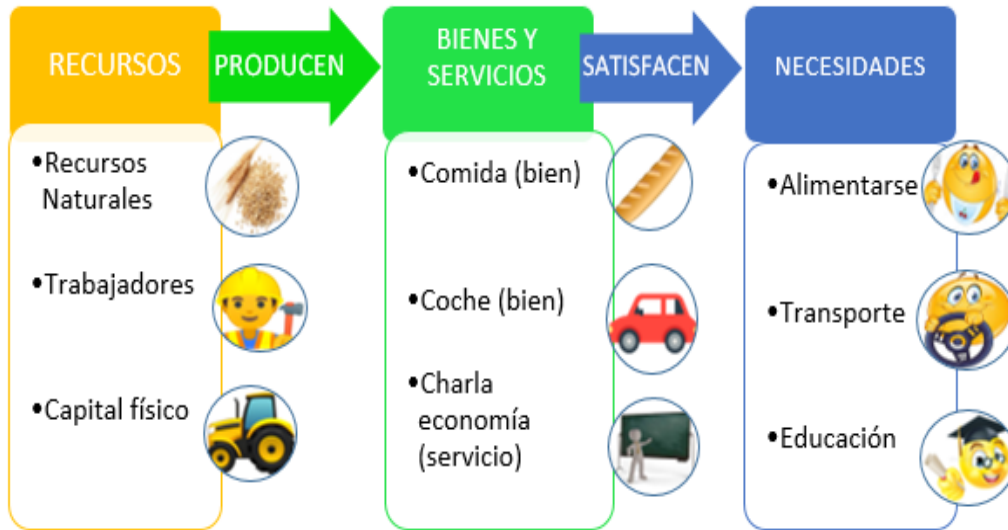 RECURSOS
PRODUCEN
BIENES Y
SERVICIOS
SATISFACEN
NECESIDADES
•Recursos
Naturales
•Trabajadores
•Capital físico
•Comida (bien)
•Coche (bien)
•Charla
economía
(servicio)
•Alimentarse
•Transporte
•Educación